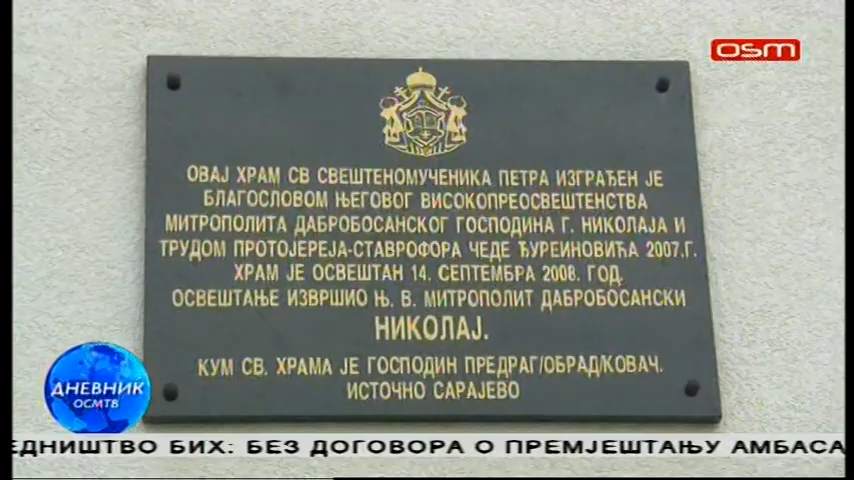 osm
ОВАЈ ХРАМ СВ СВЕШТЕНОМУЧЕНИКА ПЕТРА ИЗГРАЂЕН ЈЕ
БЛАГОСЛОВОМ ЊЕГОВОГ ВИСОКОПРЕОСВЕШТЕНСТВА
МИТРОПОЛИТА ДАБРОБОСАНСКОГ ГОСПОДИНА Г. НИКОЛАЈА И
ТРУДОМ ПРОТОЈЕРЕЈА-СТАВРОФОРА ЧЕДЕ ЂУРЕИНОВИЋА 2007.Г.
ХРАМ ЈЕ ОСВЕШТАН 14. СЕПТЕМБРА 2008. ГОД.
ОСВЕШТАЊЕ ИЗВРШИО Њ. В. МИТРОПОЛИТ ДАБРОБОСАНСКИ
НИКОЛАЈ.
КУМ СВ. ХРАМА ЈЕ ГОСПОДИН ПРЕДРАГ/ОБРАД/КОВАЧ.
ИСТОЧНО САРАЈЕВО
ДНЕВНИК
ОСМТВ
ЕДНИШТВО БИХ: БЕЗ ДОГОВОРА О ПРЕМЈЕШТАЊУ АМБАСА